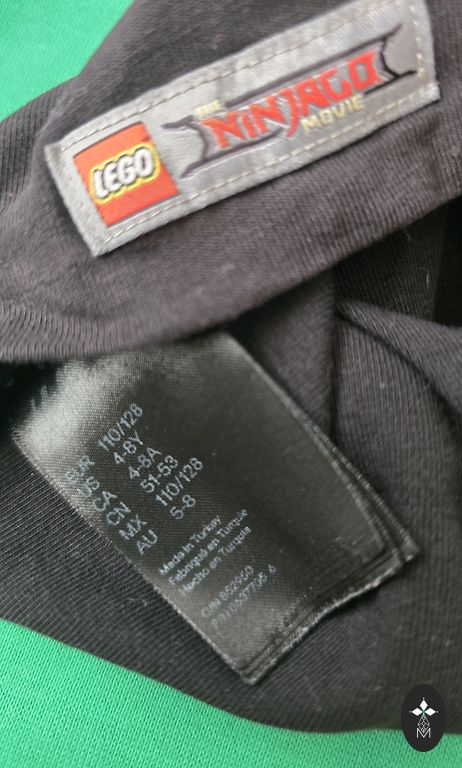 LEGO
THE
NINJAGO
MOVIE
EUR 110/128
US 4-8Y
CA 4-8A
CN 51-53
MX 110/128
AU 5-8
Made in Turkey
Fabriqué en Turquie
Hecho en Turquía